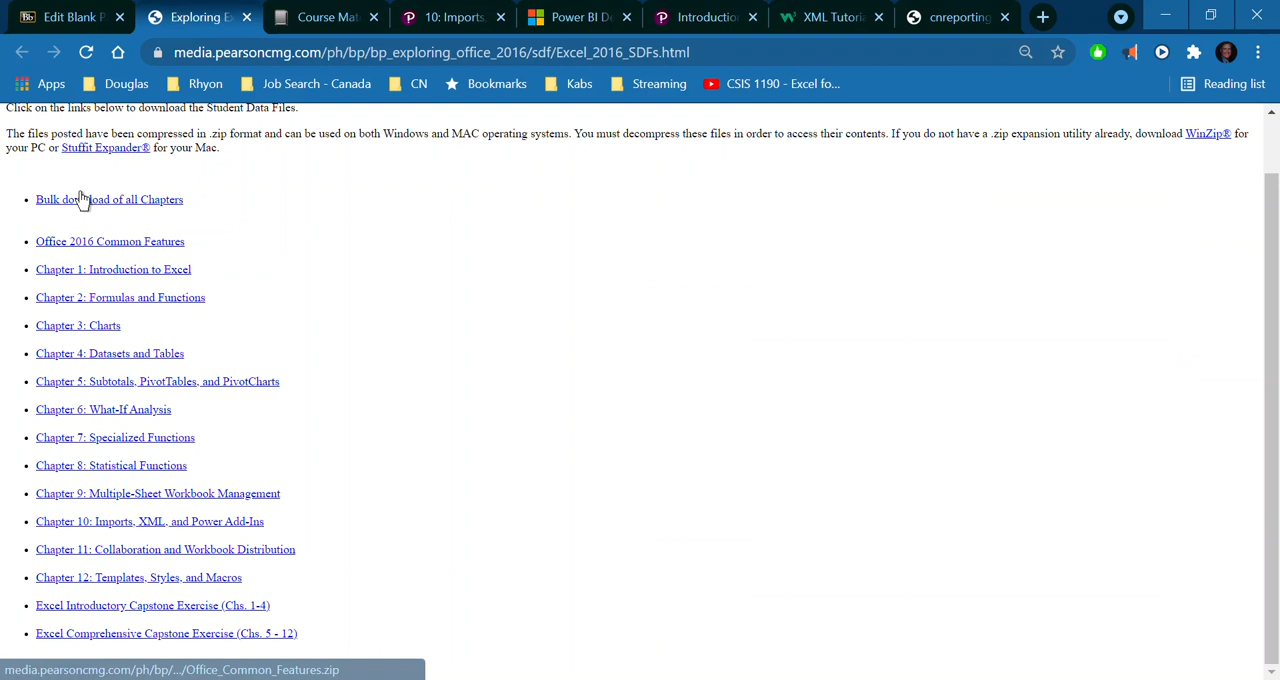 Edit Blank P
Exploring E
Course Mat
10: Imports,
Power BI De
Introduction
XML Tutoria
cnreporting
media.pearsoncmg.com/ph/bp/bp_exploring_office_2016/sdf/Excel_2016_SDFs.html
Apps
Douglas
Rhyon
Job Search - Canada
CN
Bookmarks
Kabs
Streaming
CSIS 1190 - Excel fo...
Reading list
Click on the links below to download the Student Data Files.
The files posted have been compressed in .zip format and can be used on both Windows and MAC operating systems. You must decompress these files in order to access their contents. If you do not have a .zip expansion utility already, download WinZip® for
your PC or Stuffit Expander® for your Mac.
Bulk download of all Chapters
Office 2016 Common Features
Chapter 1: Introduction to Excel
Chapter 2: Formulas and Functions
Chapter 3: Charts
Chapter 4: Datasets and Tables
Chapter 5: Subtotals, PivotTables, and PivotCharts
Chapter 6: What-If Analysis
Chapter 7: Specialized Functions
Chapter 8: Statistical Functions
Chapter 9: Multiple-Sheet Workbook Management
Chapter 10: Imports, XML, and Power Add-Ins
Chapter 11: Collaboration and Workbook Distribution
Chapter 12: Templates, Styles, and Macros
Excel Introductory Capstone Exercise (Chs. 1-4)
Excel Comprehensive Capstone Exercise (Chs. 5 - 12)
media.pearsoncmg.com/ph/bp/.../Office_Common_Features.zip